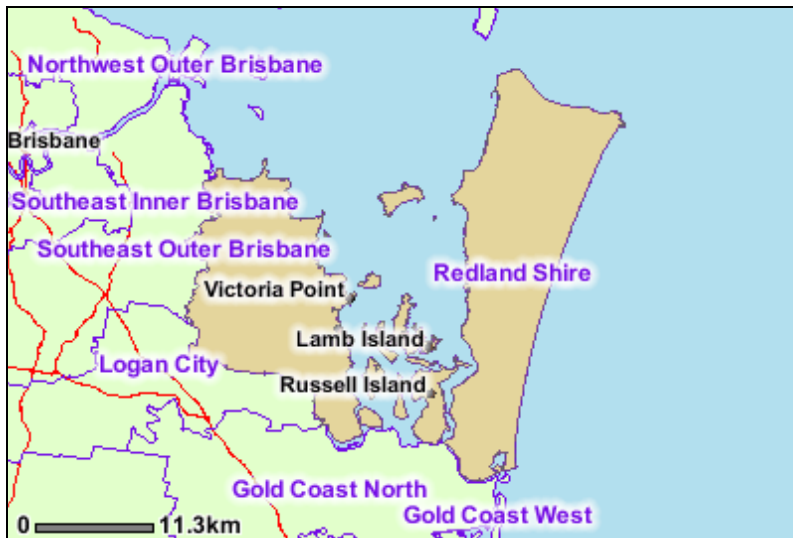 Northwest Outer Brisbane
Brisbane
Southeast Inner Brisbane
Southeast Outer Brisbane
Redland Shire
Victoria Point
Lamb Island
Logan City
Russell Island
Gold Coast North
Gold Coast West
0 11.3km